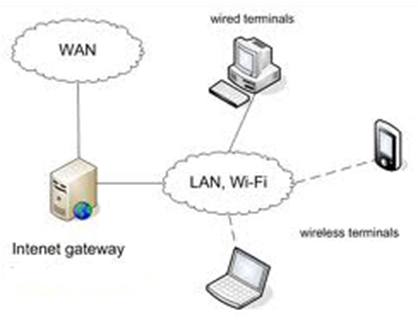 wired terminals
WAN
LAN, Wi-Fi
wireless terminals
Intenet gateway